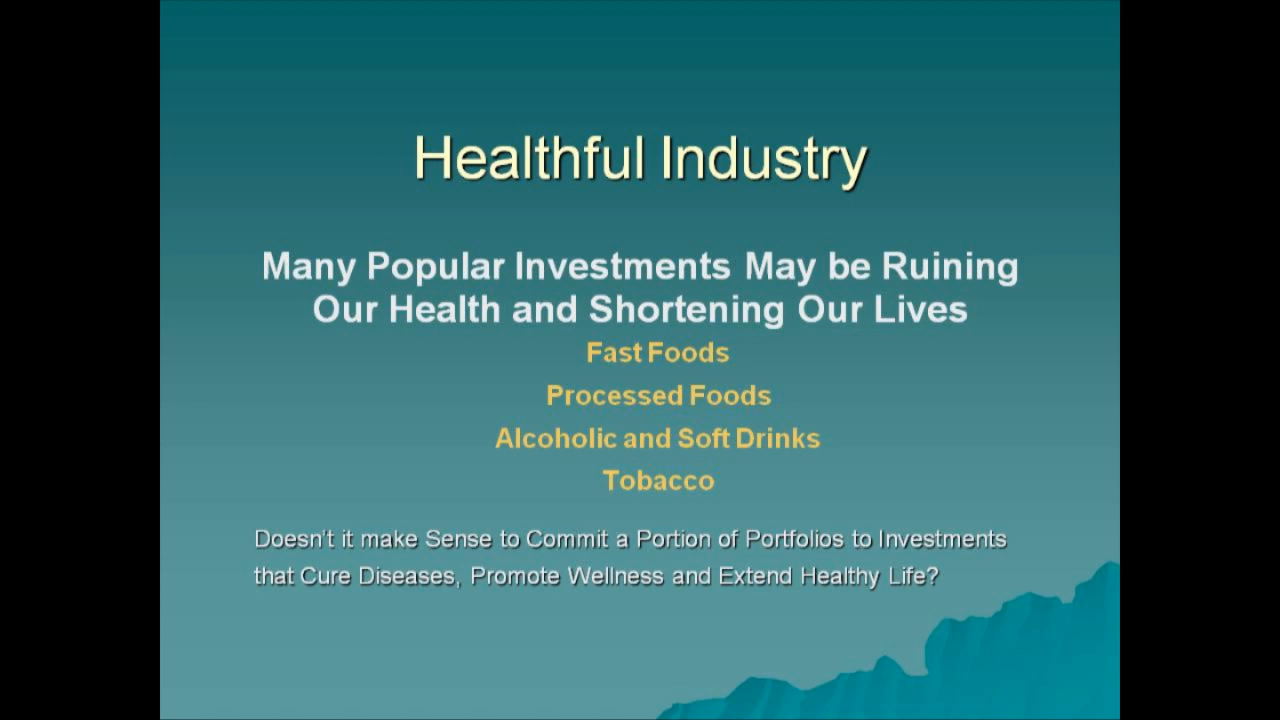 Healthful Industry
Many Popular Investments May be Ruining
Our Health and Shortening Our Lives
Fast Foods
Processed Foods
Alcoholic and Soft Drinks
Tobacco
Doesn't it make Sense to Commit a Portion of Portfolios to Investments
that Cure Diseases, Promote Wellness and Extend Healthy Life?